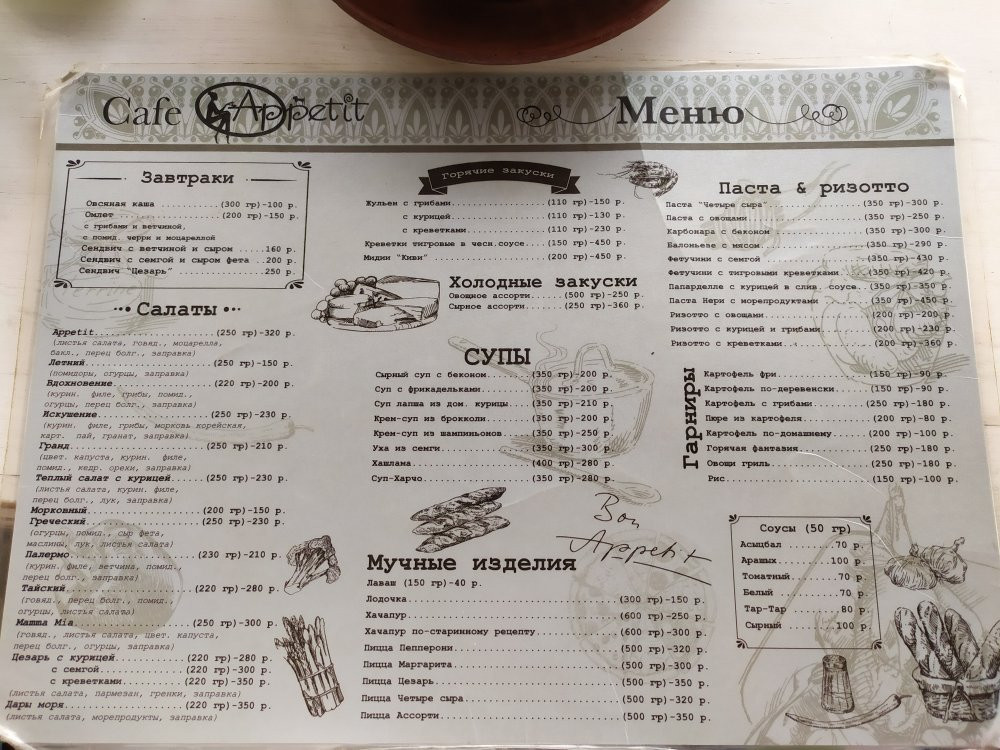 Cafe Appetit
Меню
Завтраки
Овсяная каша (300 гр)-100 р.
Омлет (200 гр)-150 р.
с грибами и ветчиной,
с помид. черри и моцареллой
Сендвич с ветчиной и сыром .....160 р.
Сендвич с семгой и сыром фета ..200 р.
Сендвич "Цезарь" 250 р.
Салаты
Appetit (250 гр)-320 р.
(листья салата, говяд., моцарелла,
бакл., перец болг., заправка)
Летний (250 гр)-150 р.
(помидоры, огурцы, заправка)
Вдохновение (220 гр)-200 р.
(курин. филе, грибы, помид.,
огурцы, перец болг., заправка)
Искушение (250 гр)-230 р.
(курин. филе, грибы, морковь корейская,
карт. пай, гранат, заправка)
Гранд (250 гр)-210 р.
(цвет. капуста, курин. филе,
помид., кедр. орехи, заправка)
Теплый салат с курицей (250 гр)-230 р.
(листья салата, курин. филе,
перец болг., лук, заправка)
Морковный (200 гр)-150 р.
Греческий (250 гр)-230 р.
(огурцы, помид., сыр фета,
маслины, лук, листья салата)
Палермо (230 гр)-210 р.
(курин. филе, ветчина, помид.,
перец болг., заправка)
Тайский (220 гр)-280 р.
(говяд., перец болг., помид.,
огурцы, листья салата)
Mamma Mia (250 гр)-300 р.
(говяд., листья салата, цвет. капуста,
перец болг., огурцы, заправка)
Цезарь с курицей (220 гр)-280 р.
с семгой (220 гр)-300 р.
с креветками (220 гр)-350 р.
(листья салата, пармезан, гренки, заправка)
Дары моря (220 гр)-350 р.
(листья салата, морепродукты, заправка)
Горячие закуски
Жульен с грибами (110 гр)-150 р.
с курицей (110 гр)-130 р.
с креветками (110 гр)-230 р.
Креветки тигровые в чесн.соусе (150 гр)-450 р.
Мидии "Киви" (200 гр)-450 р.
Холодные закуски
Овощное ассорти (500 гр)-250 р.
Сырное ассорти (250 гр)-360 р.
СУПЫ
Сырный суп с беконом (350 гр)-200 р.
Суп с фрикадельками (350 гр)-200 р.
Суп лапша из дом. курицы (350 гр)-210 р.
Крем-суп из брокколи (350 гр)-200 р.
Крем-суп из шампиньонов (350 гр)-250 р.
Уха из семги (350 гр)-300 р.
Хашлама (400 гр)-280 р.
Суп-Харчо (350 гр)-280 р.
Bon
Appetit
Мучные изделия
Лаваш (150 гр)-40 р.
Лодочка (300 гр)-150 р.
Хачапур (600 гр)-250 р.
Хачапур по-старинному рецепту (600 гр)-300 р.
Пицца Пепперони (500 гр)-320 р.
Пицца Маргарита (500 гр)-300 р.
Пицца Цезарь (500 гр)-350 р.
Пицца Четыре сыра (500 гр)-320 р.
Пицца Ассорти (500 гр)-350 р.
Паста & ризотто
Паста "Четыре сыра" (350 гр)-300 р.
Паста с овощами (350 гр)-250 р.
Карбонара с беконом (350 гр)-300 р.
Балоньезе с мясом (350 гр)-290 р.
Фетучини с семгой (350 гр)-430 р.
Фетучини с тигровыми креветками (350 гр)-420 р.
Папарделле с курицей в слив. соусе (350 гр)-350 р.
Паста Нери с морепродуктами (350 гр)-450 р.
Ризотто с овощами (200 гр)-200 р.
Ризотто с курицей и грибами (200 гр)-230 р.
Ризотто с креветками (200 гр)-360 р.
Гарниры
Картофель фри (150 гр)-90 р.
Картофель по-деревенски (150 гр)-90 р.
Картофель с грибами (250 гр)-180 р.
Пюре из картофеля (200 гр)-80 р.
Картофель по-домашнему (200 гр)-100 р.
Горячая фантазия (250 гр)-180 р.
Овощи гриль (250 гр)-180 р.
Рис (150 гр)-100 р.
Соусы (50 гр)
Асыцбал 70 р.
Арашых 100 р.
Томатный 70 р.
Белый 70 р.
Тар-Тар 80 р.
Сырный 100 р.